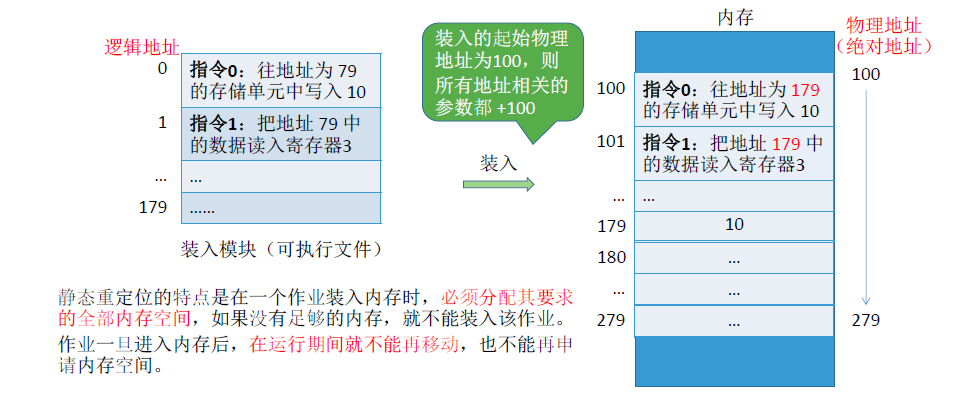 逻辑地址
0
指令0：往地址为 79
的存储单元中写入 10
1
指令1：把地址 79 中
的数据读入寄存器3
...
...
179
......
装入模块（可执行文件）
装入的起始物理
地址为100，则
所有地址相关的
参数都 +100
装入
内存
物理地址
（绝对地址）
100
指令0：往地址为 179
的存储单元中写入 10
100
101
指令1：把地址 179 中
的数据读入寄存器3
...
...
179
10
180
...
...
...
279
...
279
静态重定位的特点是在一个作业装入内存时，必须分配其要求
的全部内存空间，如果没有足够的内存，就不能装入该作业。
作业一旦进入内存后，在运行期间就不能再移动，也不能再申
请内存空间。